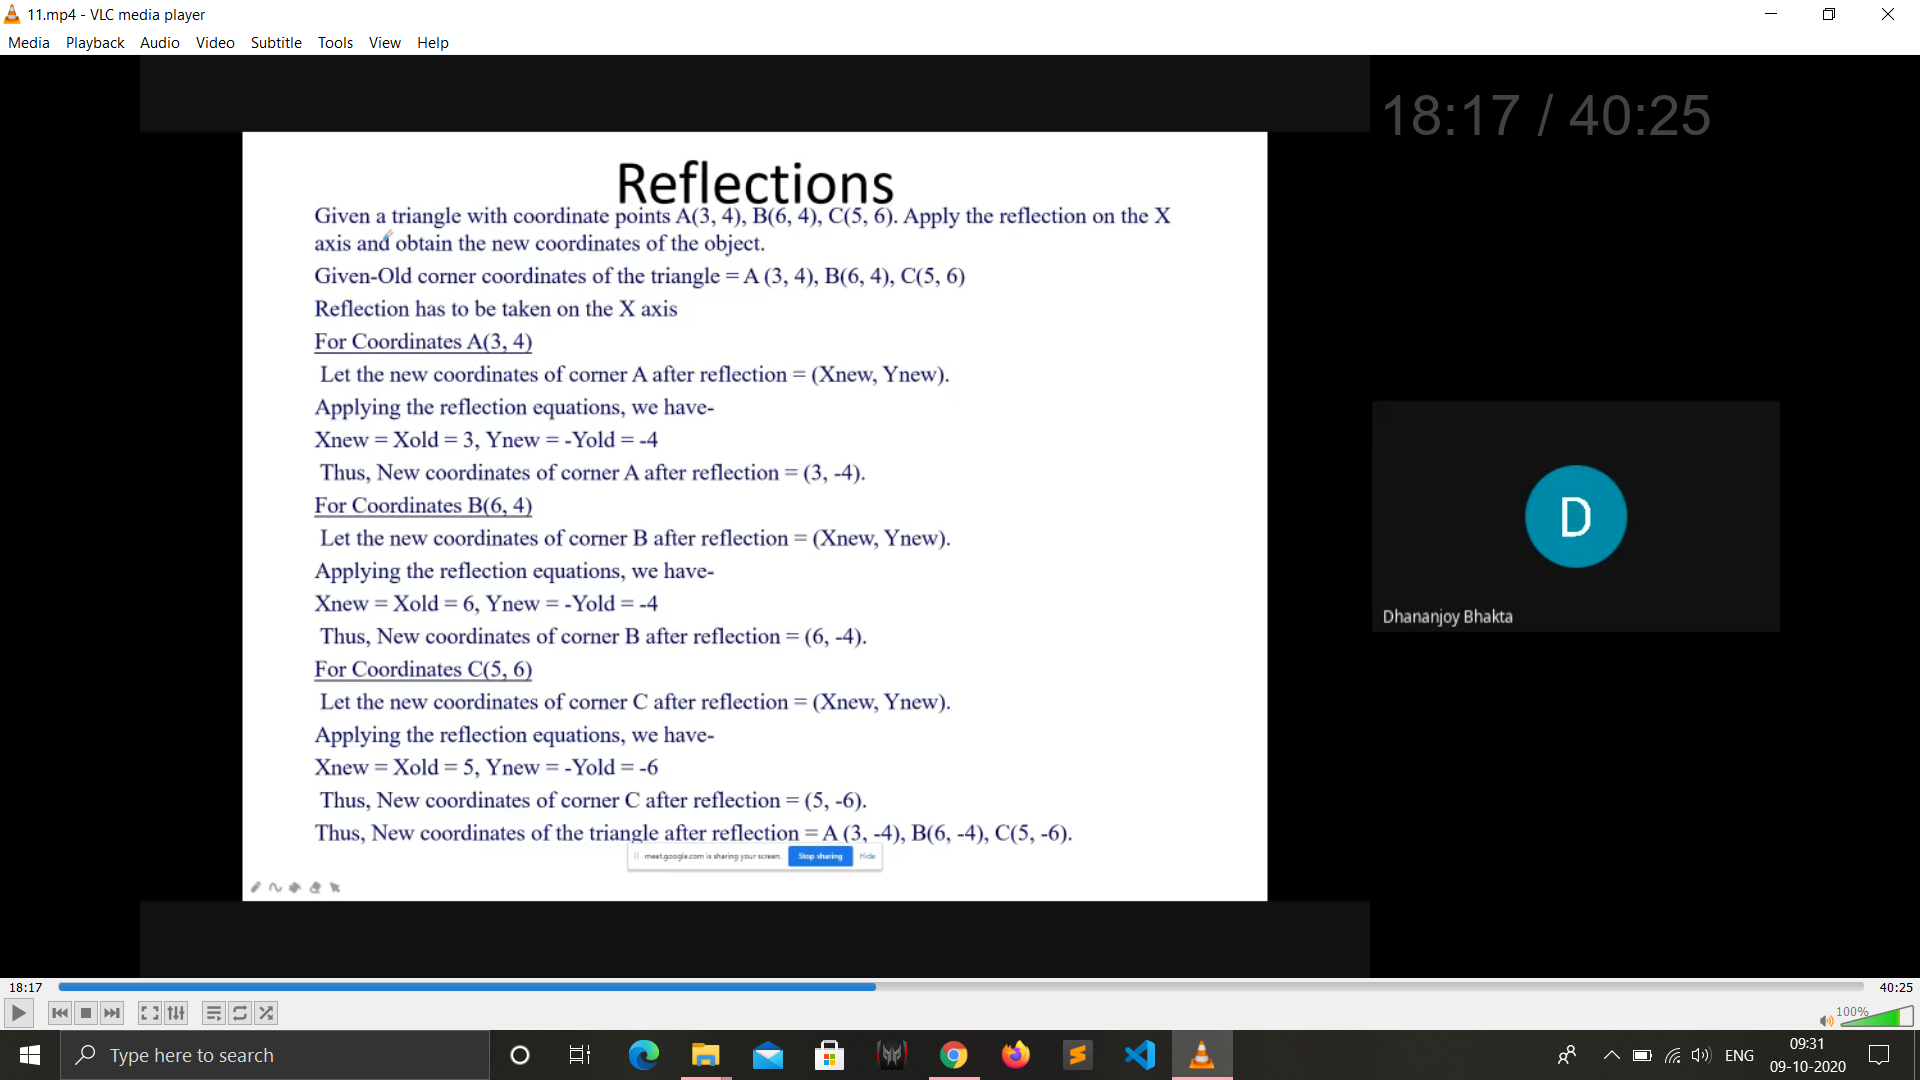 11.mp4 - VLC media player
Media Playback Audio Video Subtitle Tools View Help
18:17 / 40:25
Reflections
Given a triangle with coordinate points A(3, 4), B(6, 4), C(5, 6). Apply the reflection on the X
axis and obtain the new coordinates of the object.
Given-Old corner coordinates of the triangle = A (3, 4), B(6, 4), C(5, 6)
Reflection has to be taken on the X axis
For Coordinates A(3, 4)
Let the new coordinates of corner A after reflection = (Xnew, Ynew).
Applying the reflection equations, we have-
Xnew = Xold = 3, Ynew = -Yold = -4
Thus, New coordinates of corner A after reflection = (3, -4).
For Coordinates B(6, 4)
Let the new coordinates of corner B after reflection = (Xnew, Ynew).
Applying the reflection equations, we have-
Xnew = Xold = 6, Ynew = -Yold = -4
Thus, New coordinates of corner B after reflection = (6, -4).
For Coordinates C(5, 6)
Let the new coordinates of corner C after reflection = (Xnew, Ynew).
Applying the reflection equations, we have-
Xnew = Xold = 5, Ynew = -Yold = -6
Thus, New coordinates of corner C after reflection = (5, -6).
Thus, New coordinates of the triangle after reflection = A (3, -4), B(6, -4), C(5, -6).
meet.google.com is sharing your screen. Stop sharing Hide
D
Dhananjoy Bhakta
18:17 40:25
100%
Type here to search
ENG
09:31
09-10-2020